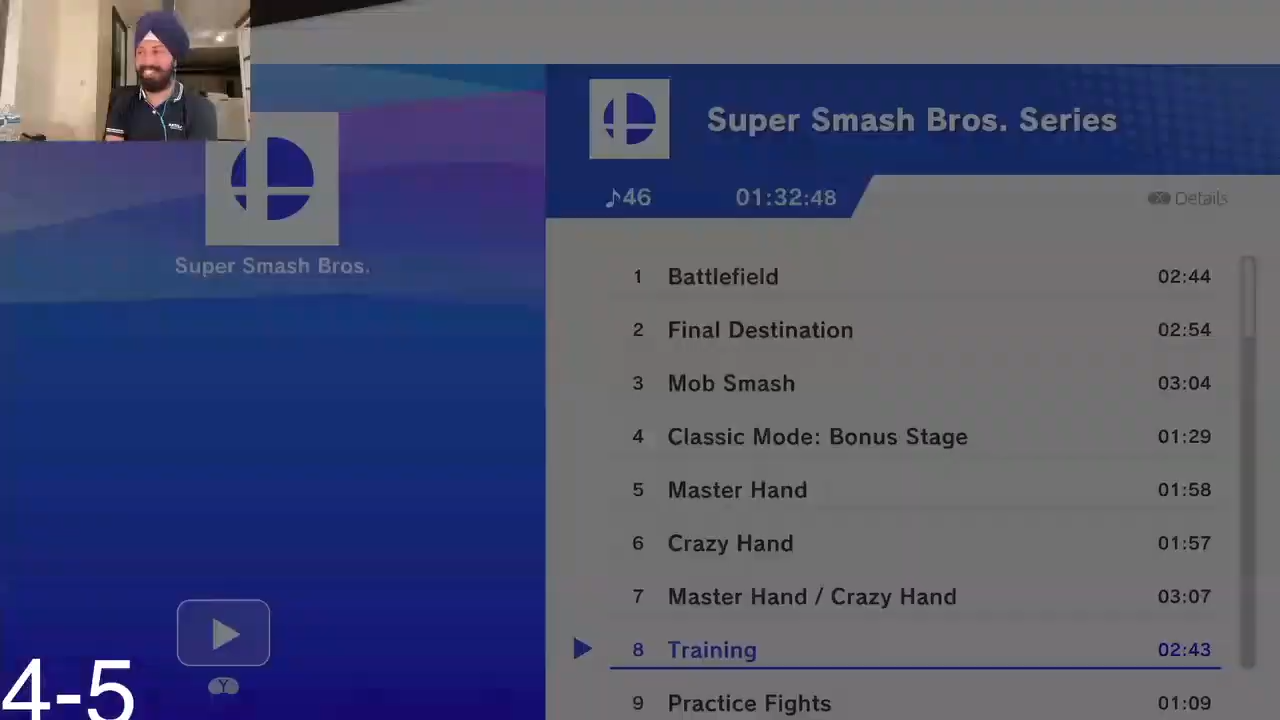 Super Smash Bros. Series
♪46 01:32:48
X Details
Super Smash Bros.
1 Battlefield 02:44
2 Final Destination 02:54
3 Mob Smash 03:04
4 Classic Mode: Bonus Stage 01:29
5 Master Hand 01:58
6 Crazy Hand 01:57
7 Master Hand / Crazy Hand 03:07
8 Training 02:43
9 Practice Fights 01:09
Y
4-5